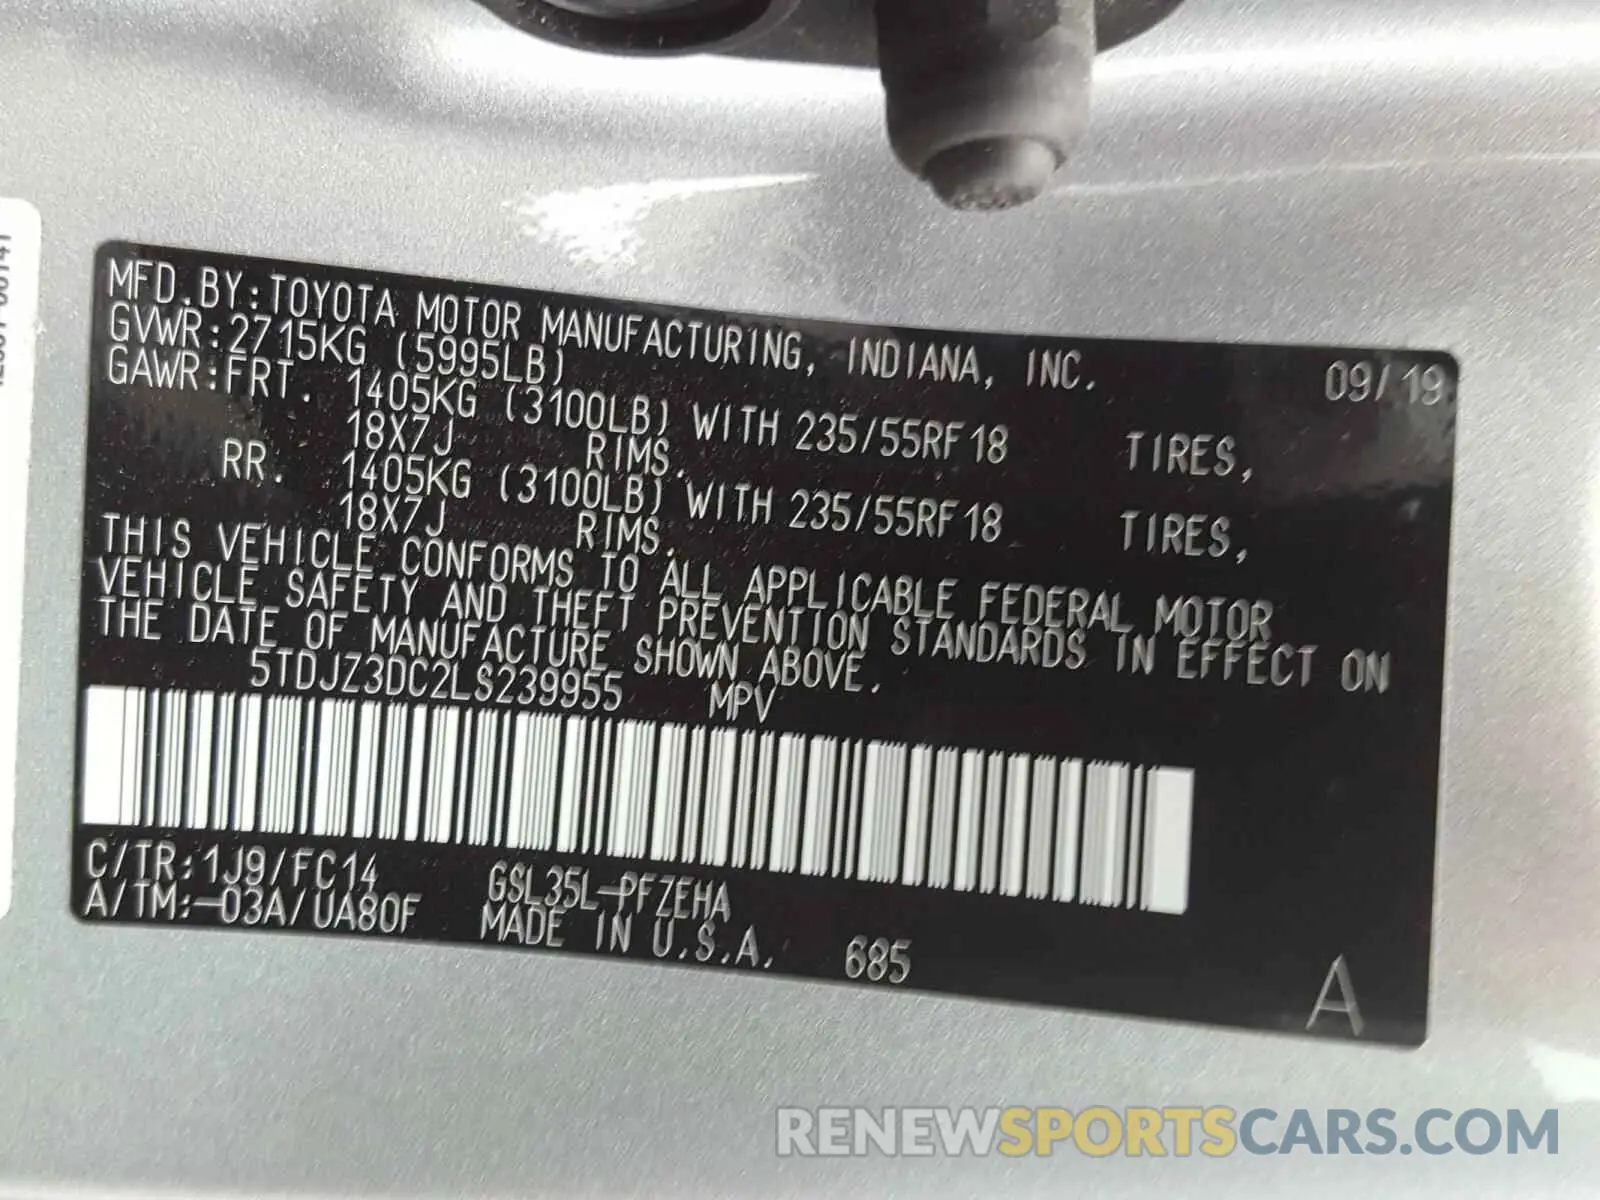 MFD.BY:TOYOTA MOTOR MANUFACTURING, INDIANA, INC. 09/19
GVWR:2715KG (5995LB)
GAWR:FRT. 1405KG (3100LB) WITH 235/55RF18 TIRES,
18X7J RIMS.
RR. 1405KG (3100LB) WITH 235/55RF18 TIRES,
18X7J RIMS.
THIS VEHICLE CONFORMS TO ALL APPLICABLE FEDERAL MOTOR
VEHICLE SAFETY AND THEFT PREVENTION STANDARDS IN EFFECT ON
THE DATE OF MANUFACTURE SHOWN ABOVE.
5TDJZ3DC2LS239955 MPV
C/TR:1J9/FC14 GSL35L-PFZEHA
A/TM:-03A/UA80F MADE IN U.S.A. 685
A
RENEWSPORTSCARS.COM